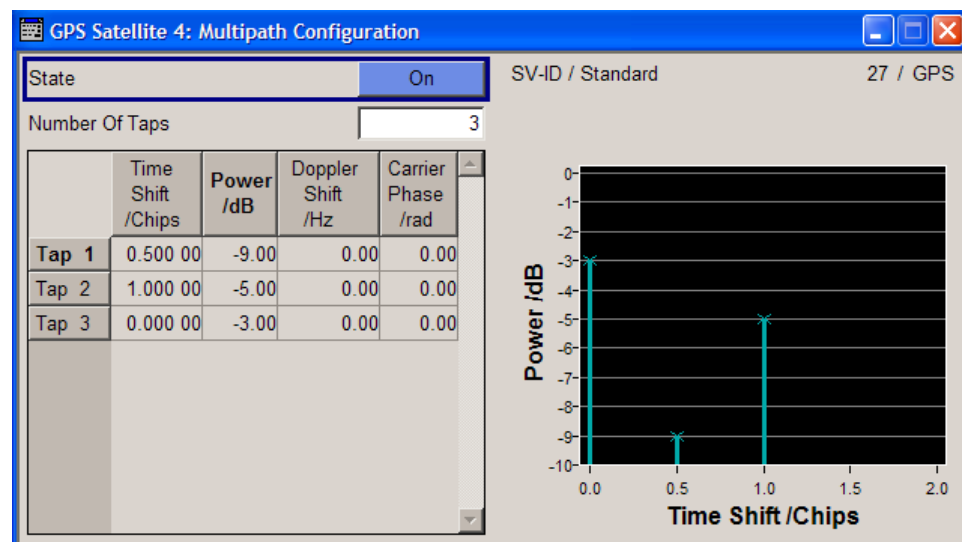 GPS Satellite 4: Multipath Configuration
State On
Number Of Taps 3
Time Shift /Chips Power /dB Doppler Shift /Hz Carrier Phase /rad
Tap 1 0.500 00 -9.00 0.00 0.00
Tap 2 1.000 00 -5.00 0.00 0.00
Tap 3 0.000 00 -3.00 0.00 0.00
SV-ID / Standard 27 / GPS
Power /dB
0
-1
-2
-3
-4
-5
-6
-7
-8
-9
-10
0.0 0.5 1.0 1.5 2.0
Time Shift /Chips